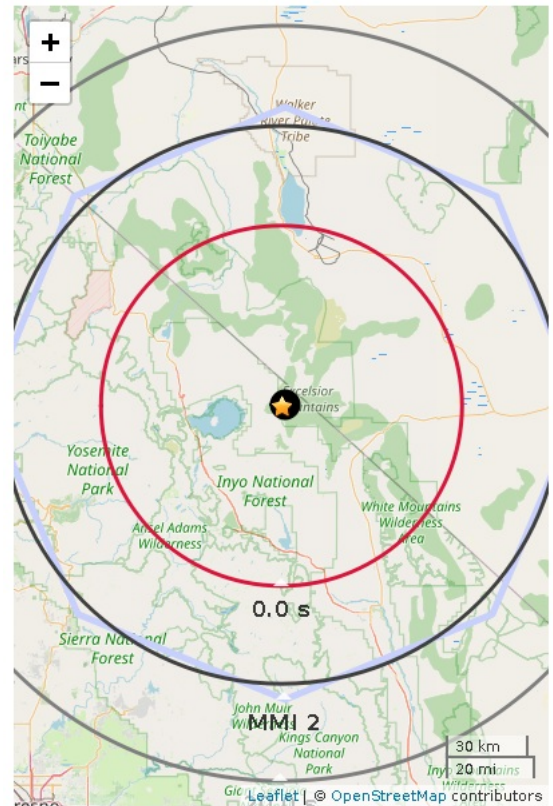 +
−
Walker
River Paiute
Tribe
Toiyabe
National
Forest
Excelsior
Mountains
Yosemite
National
Park
Inyo National
Forest
White Mountains
Wilderness
Area
Ansel Adams
Wilderness
0.0 s
Sierra National
Forest
John Muir
MMI 2
Kings Canyon
National
Park
30 km
20 mi
Leaflet | © OpenStreetMap contributors